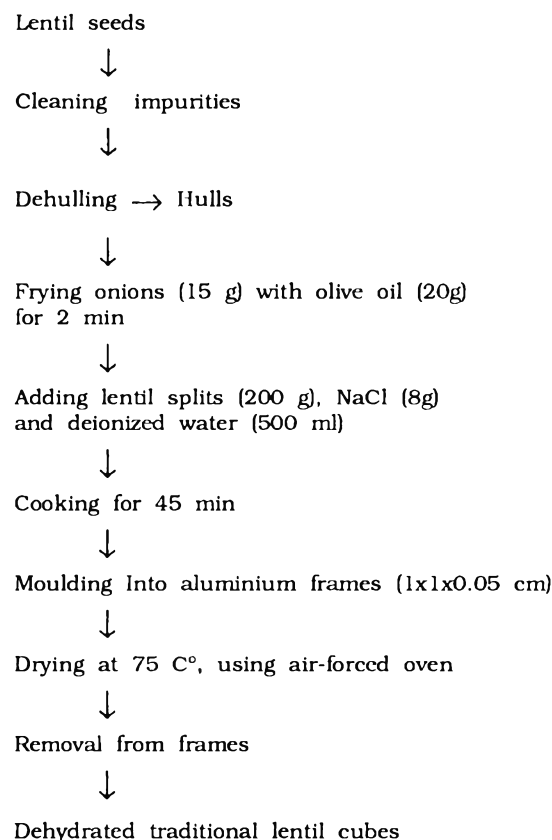 Lentil seeds
↓
Cleaning impurities
↓
Dehulling → Hulls
↓
Frying onions (15 g) with olive oil (20g)
for 2 min
↓
Adding lentil splits (200 g), NaCl (8g)
and deionized water (500 ml)
↓
Cooking for 45 min
↓
Moulding Into aluminium frames (1x1x0.05 cm)
↓
Drying at 75 C°, using air-forced oven
↓
Removal from frames
↓
Dehydrated traditional lentil cubes